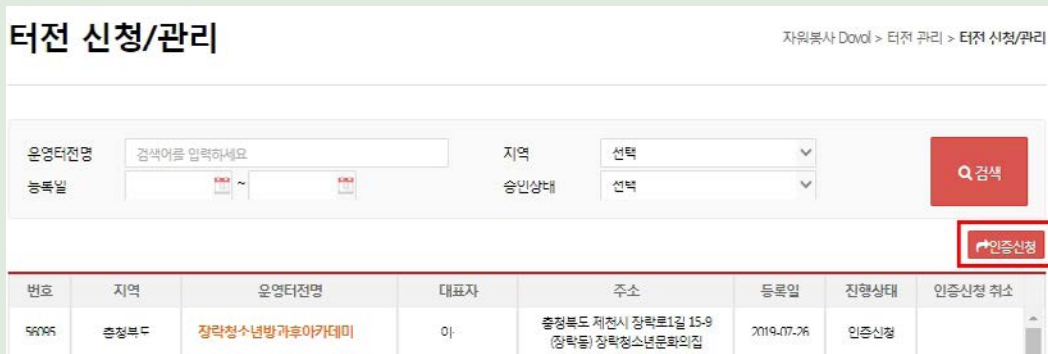 터전 신청/관리
자원봉사 Dovol > 터전 관리 > 터전 신청/관리
운영터전명 검색어를 입력하세요 지역 선택
검색
등록일 ~ 승인상태 선택
인증신청
번호 지역 운영터전명 대표자 주소 등록일 진행상태 인증신청 취소
56095 충청북도 장락청소년방과후아카데미 충청북도 제천시 장락로1길 15-9 2019-07-26 인증신청
(장락동) 장락청소년문화의집